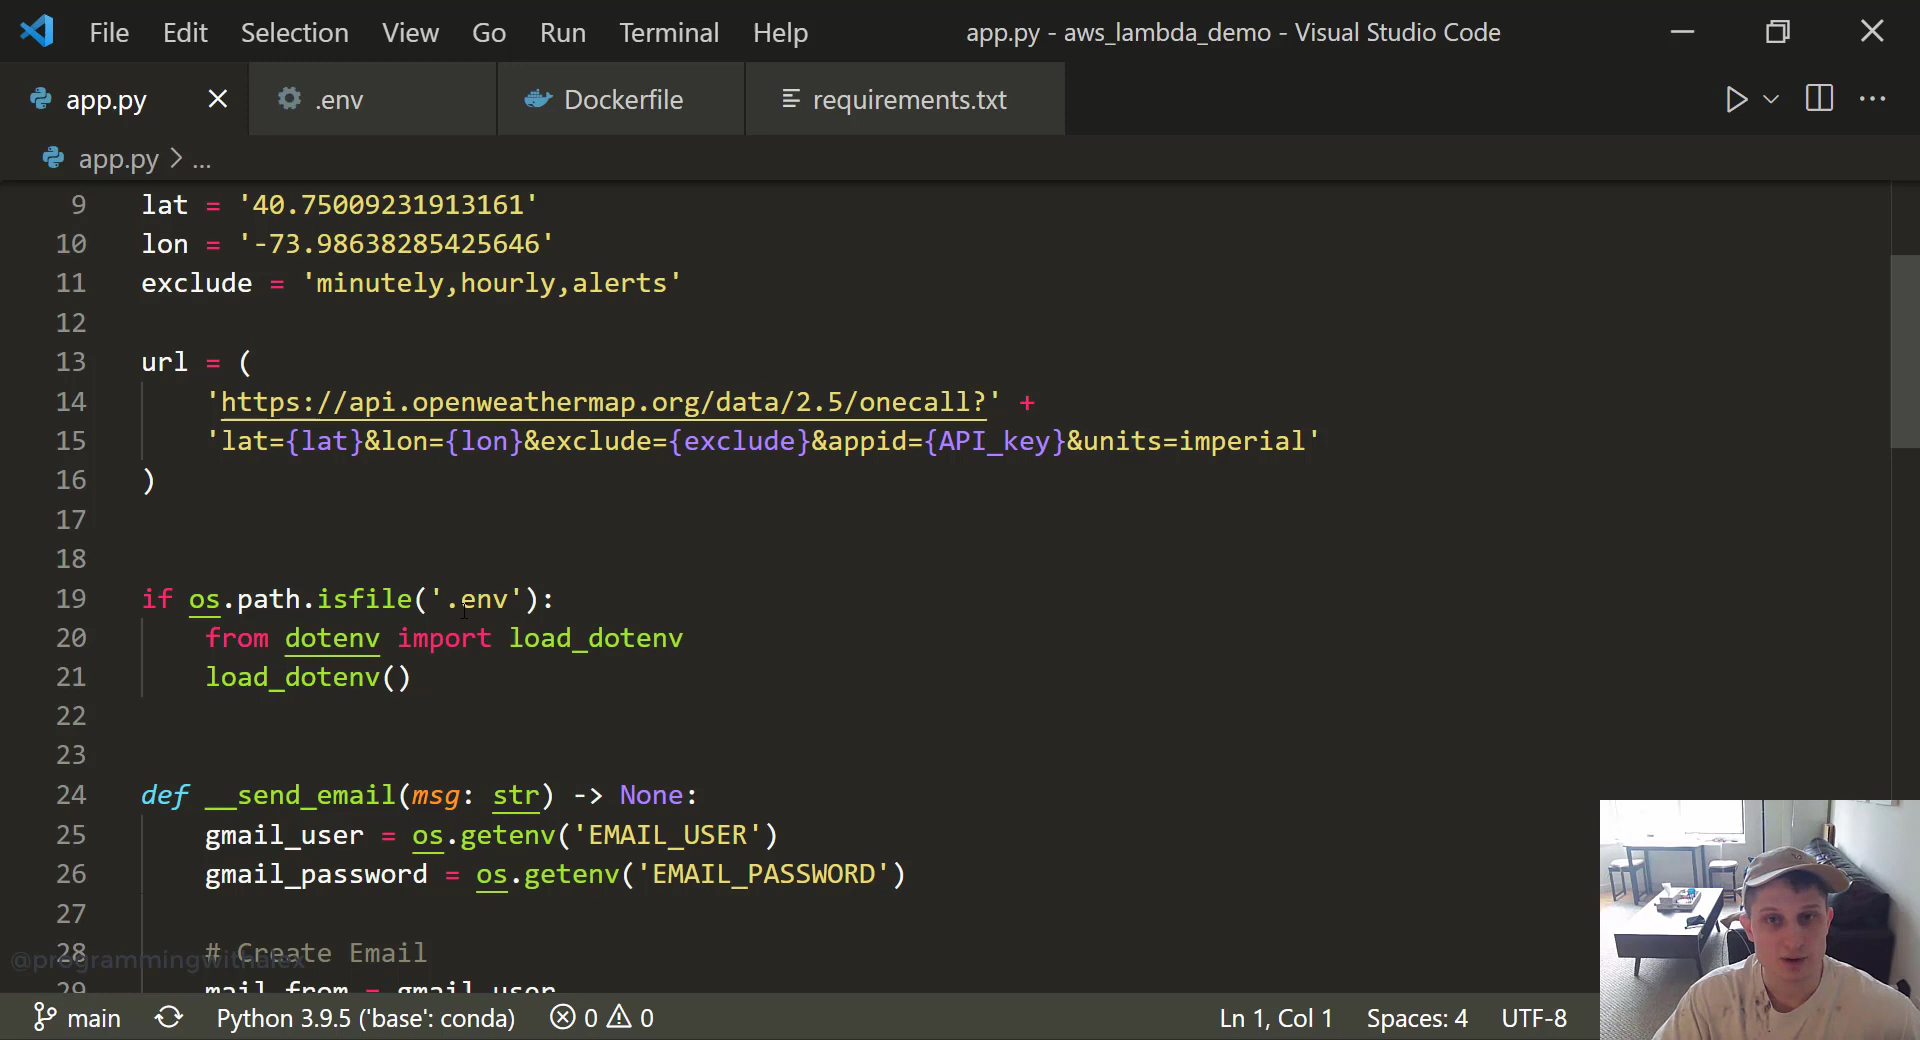 File Edit Selection View Go Run Terminal Help app.py - aws_lambda_demo - Visual Studio Code
app.py .env Dockerfile requirements.txt
app.py > ...
9 lat = '40.75009231913161'
10 lon = '-73.98638285425646'
11 exclude = 'minutely,hourly,alerts'
12
13 url = (
14 'https://api.openweathermap.org/data/2.5/onecall?' +
15 'lat={lat}&lon={lon}&exclude={exclude}&appid={API_key}&units=imperial'
16 )
17
18
19 if os.path.isfile('.env'):
20 from dotenv import load_dotenv
21 load_dotenv()
22
23
24 def __send_email(msg: str) -> None:
25 gmail_user = os.getenv('EMAIL_USER')
26 gmail_password = os.getenv('EMAIL_PASSWORD')
27
28 # Create Email
@programmingwithalex
29 mail_from = gmail_user
main Python 3.9.5 ('base': conda) 0 0 Ln 1, Col 1 Spaces: 4 UTF-8